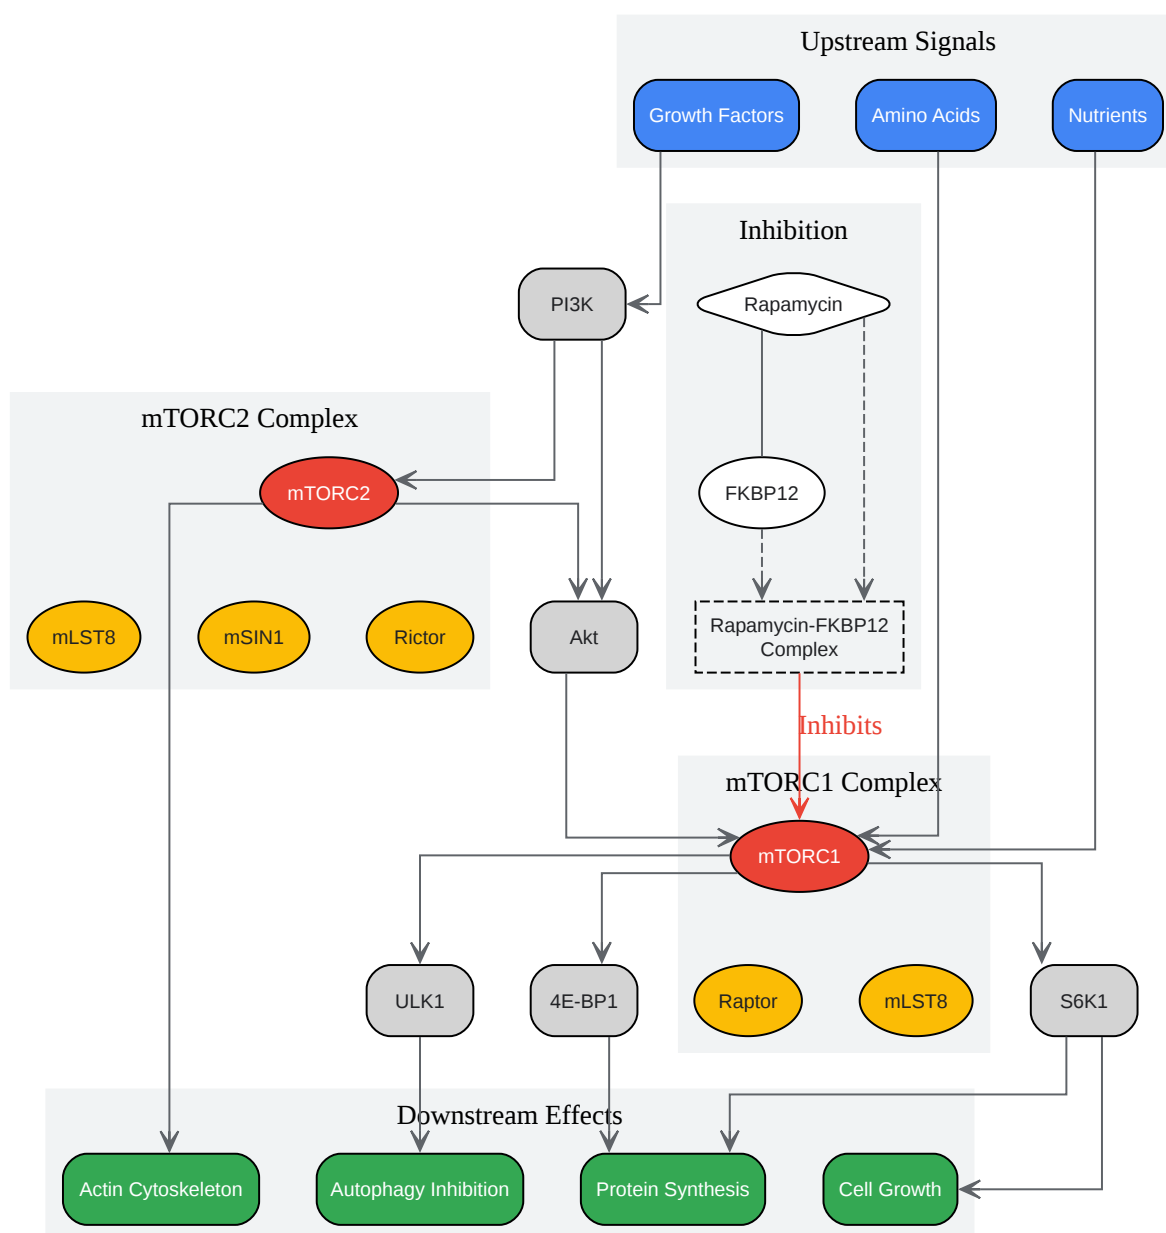 Upstream Signals
Growth Factors
Amino Acids
Nutrients
Inhibition
PI3K
Rapamycin
mTORC2 Complex
mTORC2
FKBP12
mLST8
mSIN1
Rictor
Akt
Rapamycin-FKBP12
Complex
Inhibits
mTORC1 Complex
mTORC1
ULK1
4E-BP1
Raptor
mLST8
S6K1
Downstream Effects
Actin Cytoskeleton
Autophagy Inhibition
Protein Synthesis
Cell Growth